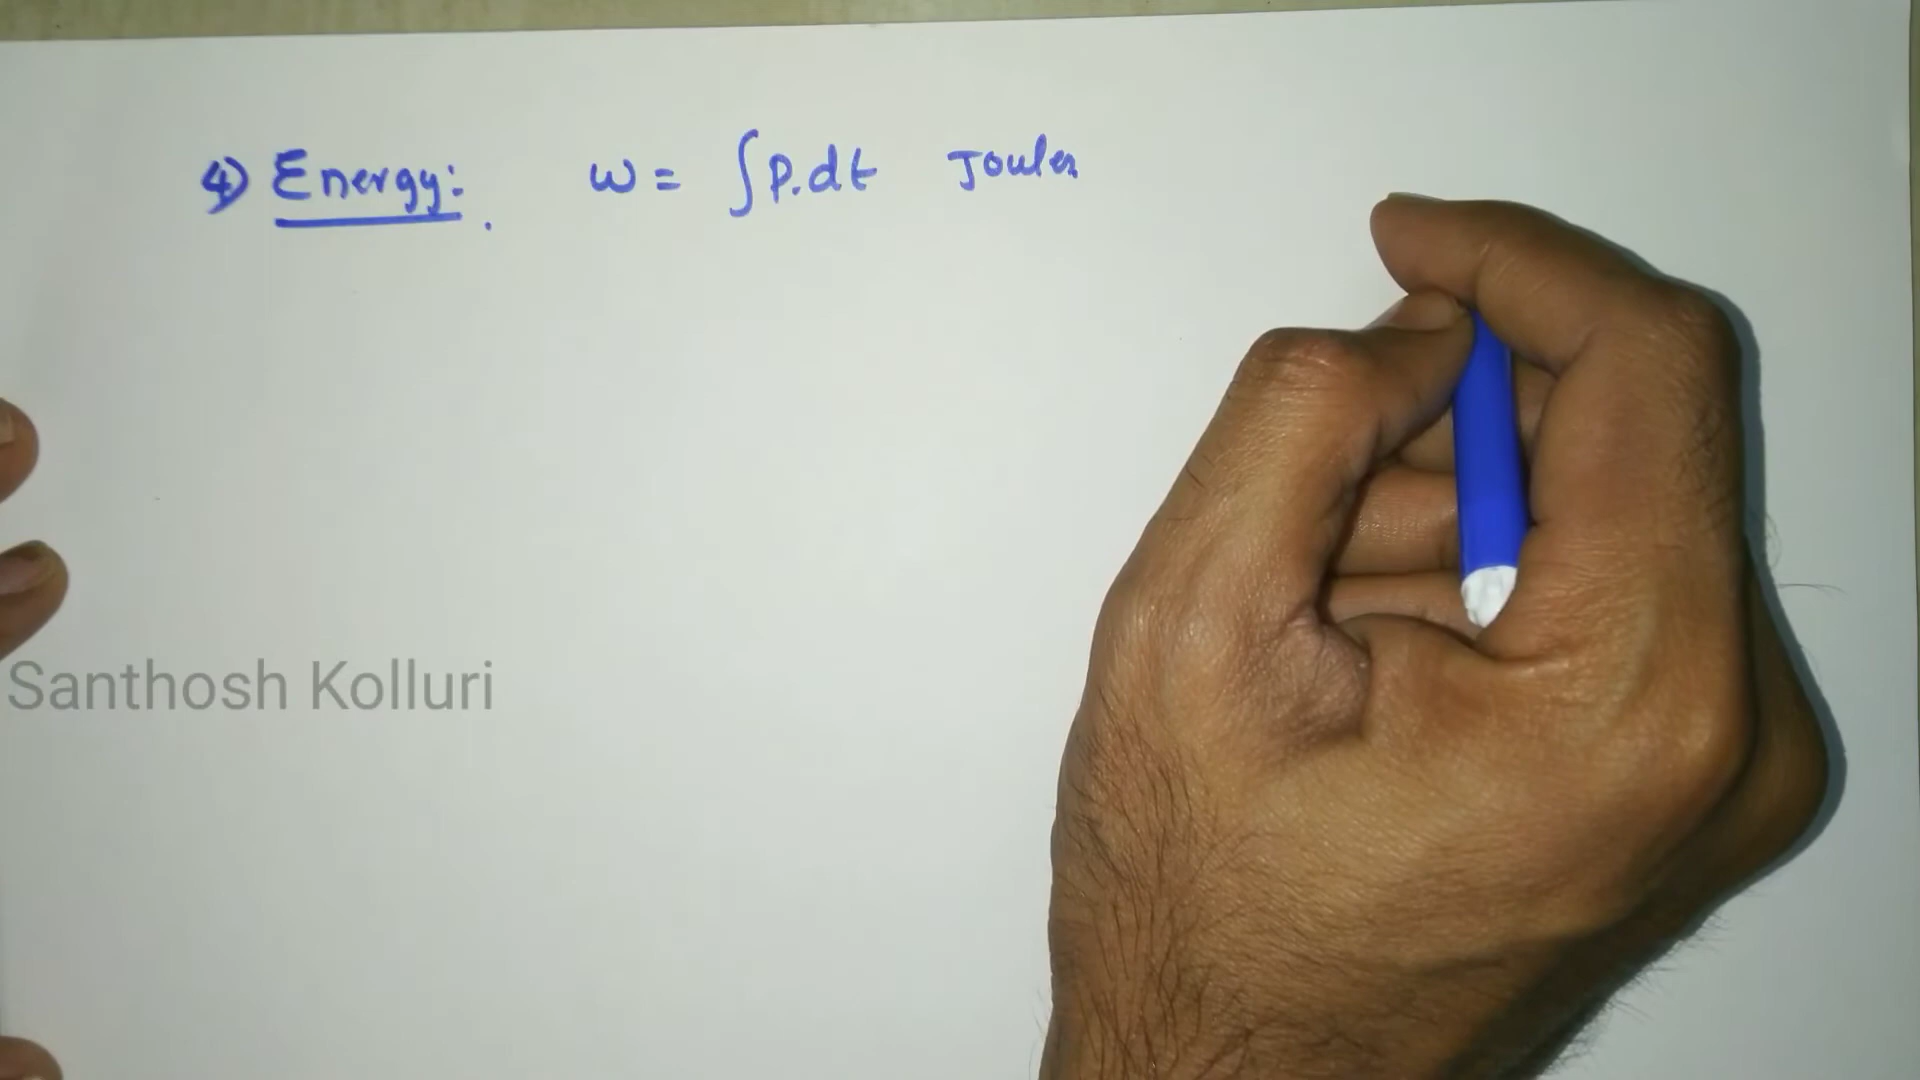 4) Energy: w = ∫p.dt Joules
Santhosh Kolluri